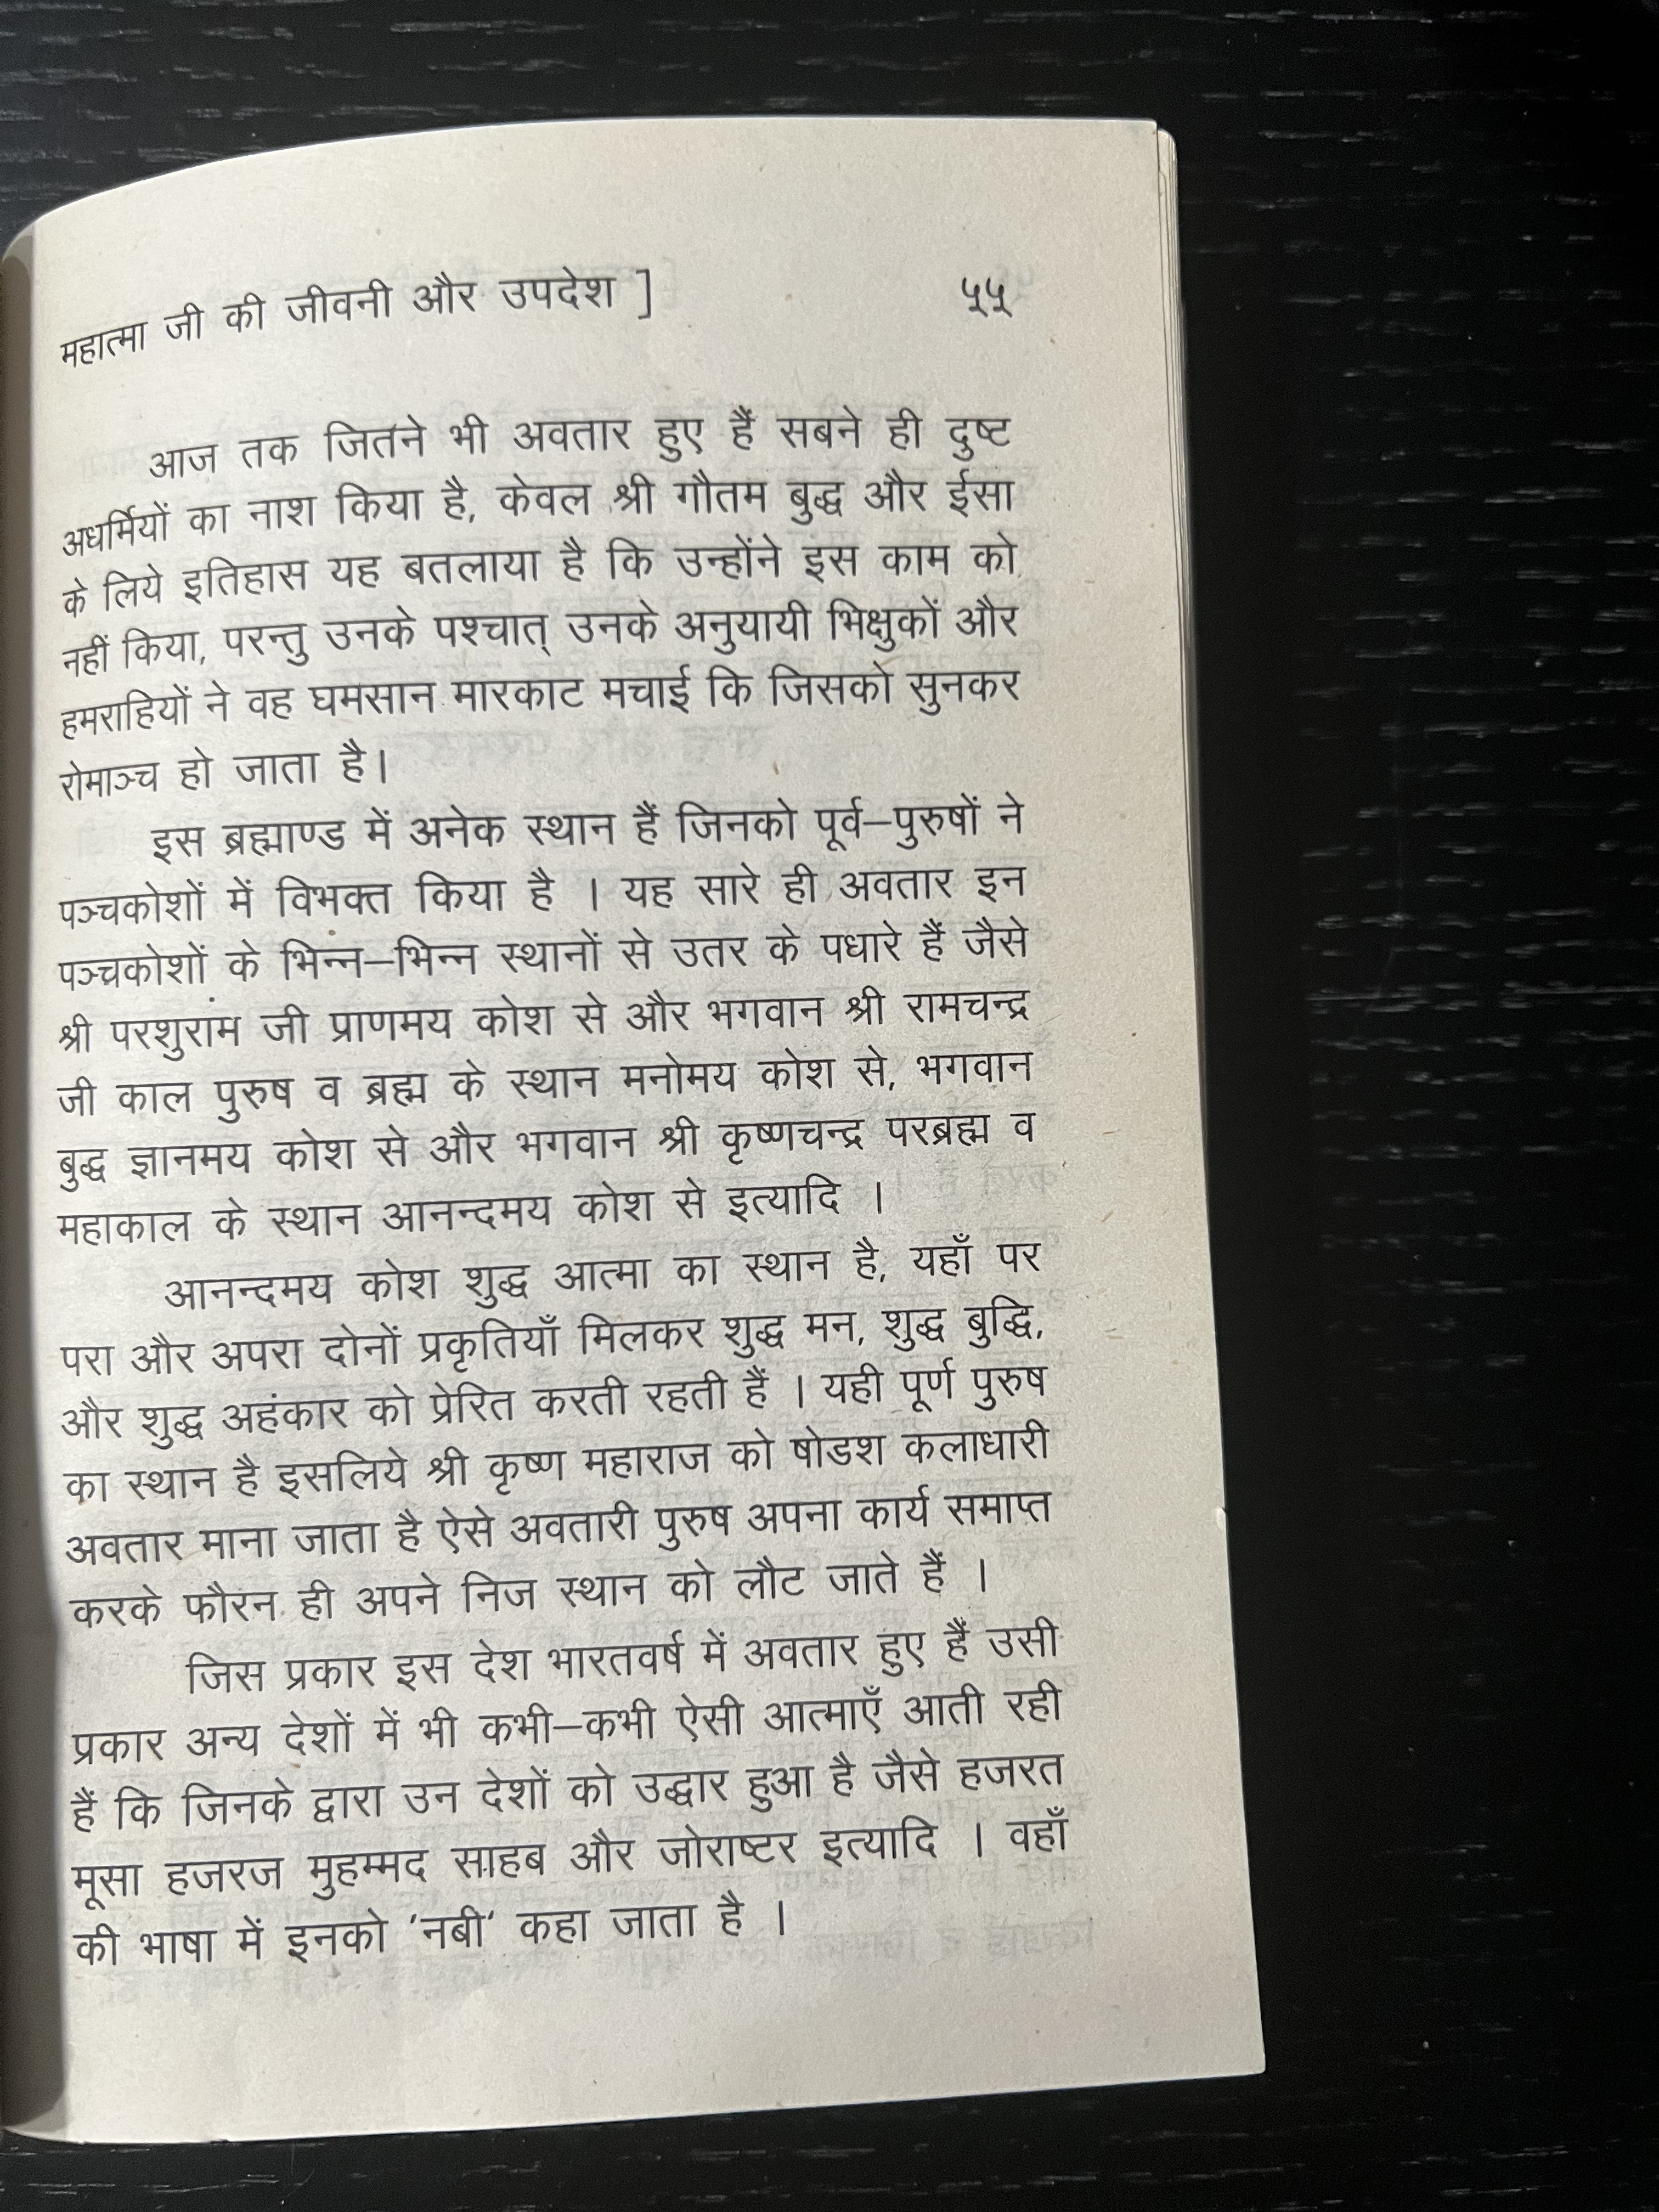 महात्मा जी की जीवनी और उपदेश ] ५५
आज तक जितने भी अवतार हुए हैं सबने ही दुष्ट
अधर्मियों का नाश किया है, केवल श्री गौतम बुद्ध और ईसा
के लिये इतिहास यह बतलाया है कि उन्होंने इस काम को
नहीं किया, परन्तु उनके पश्चात् उनके अनुयायी भिक्षुकों और
हमराहियों ने वह घमसान मारकाट मचाई कि जिसको सुनकर
रोमाञ्च हो जाता है।
इस ब्रह्माण्ड में अनेक स्थान हैं जिनको पूर्व–पुरुषों ने
पञ्चकोशों में विभक्त किया है । यह सारे ही अवतार इन
पञ्चकोशों के भिन्न–भिन्न स्थानों से उतर के पधारे हैं जैसे
श्री परशुराम जी प्राणमय कोश से और भगवान श्री रामचन्द्र
जी काल पुरुष व ब्रह्म के स्थान मनोमय कोश से, भगवान
बुद्ध ज्ञानमय कोश से और भगवान श्री कृष्णचन्द्र परब्रह्म व
महाकाल के स्थान आनन्दमय कोश से इत्यादि ।
आनन्दमय कोश शुद्ध आत्मा का स्थान है, यहाँ पर
परा और अपरा दोनों प्रकृतियाँ मिलकर शुद्ध मन, शुद्ध बुद्धि,
और शुद्ध अहंकार को प्रेरित करती रहती हैं । यही पूर्ण पुरुष
का स्थान है इसलिये श्री कृष्ण महाराज को षोडश कलाधारी
अवतार माना जाता है ऐसे अवतारी पुरुष अपना कार्य समाप्त
करके फौरन ही अपने निज स्थान को लौट जाते हैं ।
जिस प्रकार इस देश भारतवर्ष में अवतार हुए हैं उसी
प्रकार अन्य देशों में भी कभी–कभी ऐसी आत्माएँ आती रही
हैं कि जिनके द्वारा उन देशों को उद्धार हुआ है जैसे हजरत
मूसा हजरज मुहम्मद साहब और जोराष्टर इत्यादि । वहाँ
की भाषा में इनको ’नबी’ कहा जाता है ।